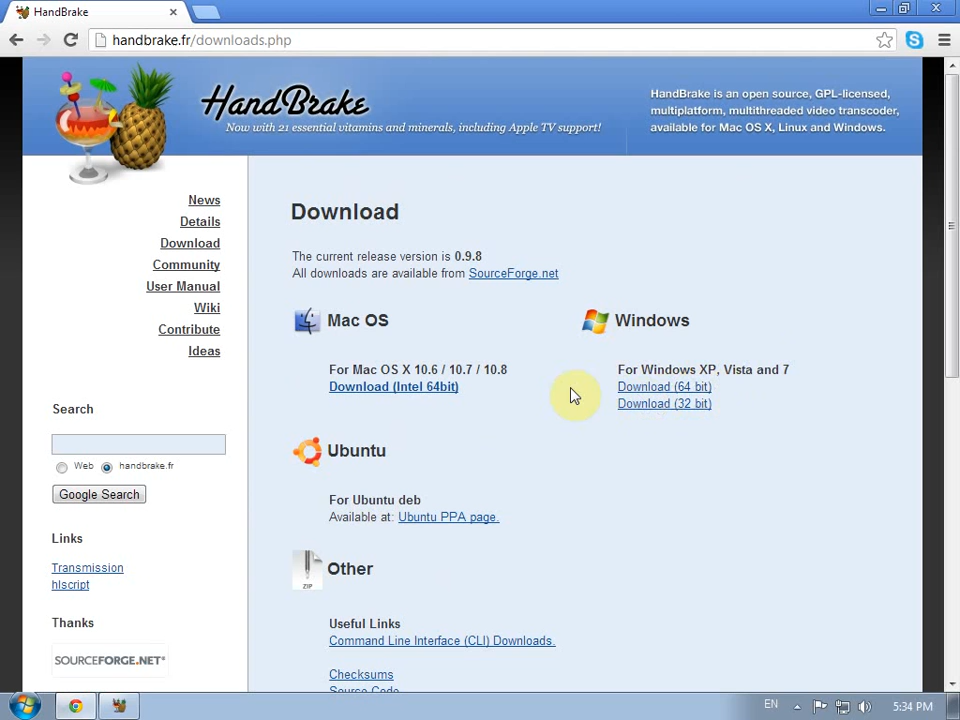 HandBrake
handbrake.fr/downloads.php
HandBrake
Now with 21 essential vitamins and minerals, including Apple TV support!
HandBrake is an open source, GPL-licensed,
multiplatform, multithreaded video transcoder,
available for Mac OS X, Linux and Windows.
News
Details
Download
Community
User Manual
Wiki
Contribute
Ideas
Search
Web
handbrake.fr
Google Search
Links
Transmission
hlscript
Thanks
SOURCEFORGE.NET®
Download
The current release version is 0.9.8
All downloads are available from SourceForge.net
Mac OS
For Mac OS X 10.6 / 10.7 / 10.8
Download (Intel 64bit)
Windows
For Windows XP, Vista and 7
Download (64 bit)
Download (32 bit)
Ubuntu
For Ubuntu deb
Available at: Ubuntu PPA page.
ZIP
Other
Useful Links
Command Line Interface (CLI) Downloads.
Checksums
Source Code
EN
5:34 PM